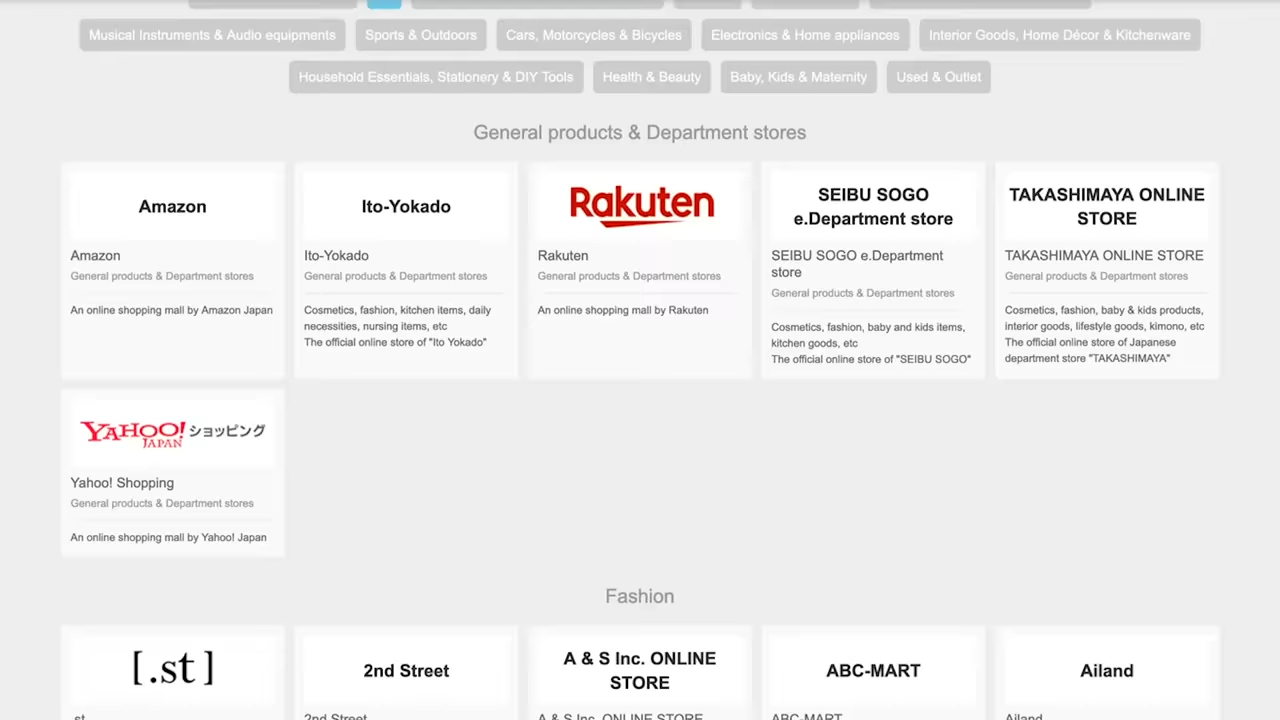 Musical Instruments & Audio equipments
Sports & Outdoors
Cars, Motorcycles & Bicycles
Electronics & Home appliances
Interior Goods, Home Décor & Kitchenware
Household Essentials, Stationery & DIY Tools
Health & Beauty
Baby, Kids & Maternity
Used & Outlet
General products & Department stores
Amazon
Amazon
General products & Department stores
An online shopping mall by Amazon Japan
Ito-Yokado
Ito-Yokado
General products & Department stores
Cosmetics, fashion, kitchen items, daily
necessities, nursing items, etc
The official online store of "Ito Yokado"
Rakuten
Rakuten
General products & Department stores
An online shopping mall by Rakuten
SEIBU SOGO
e.Department store
SEIBU SOGO e.Department
store
General products & Department stores
Cosmetics, fashion, baby and kids items,
kitchen goods, etc
The official online store of "SEIBU SOGO"
TAKASHIMAYA ONLINE
STORE
TAKASHIMAYA ONLINE STORE
General products & Department stores
Cosmetics, fashion, baby & kids products,
interior goods, lifestyle goods, kimono, etc
The official online store of Japanese
department store "TAKASHIMAYA"
YAHOO! JAPAN ショッピング
Yahoo! Shopping
General products & Department stores
An online shopping mall by Yahoo! Japan
Fashion
[.st]
.st
2nd Street
2nd Street
A & S Inc. ONLINE
STORE
A & S Inc. ONLINE STORE
ABC-MART
ABC-MART
Ailand
Ailand